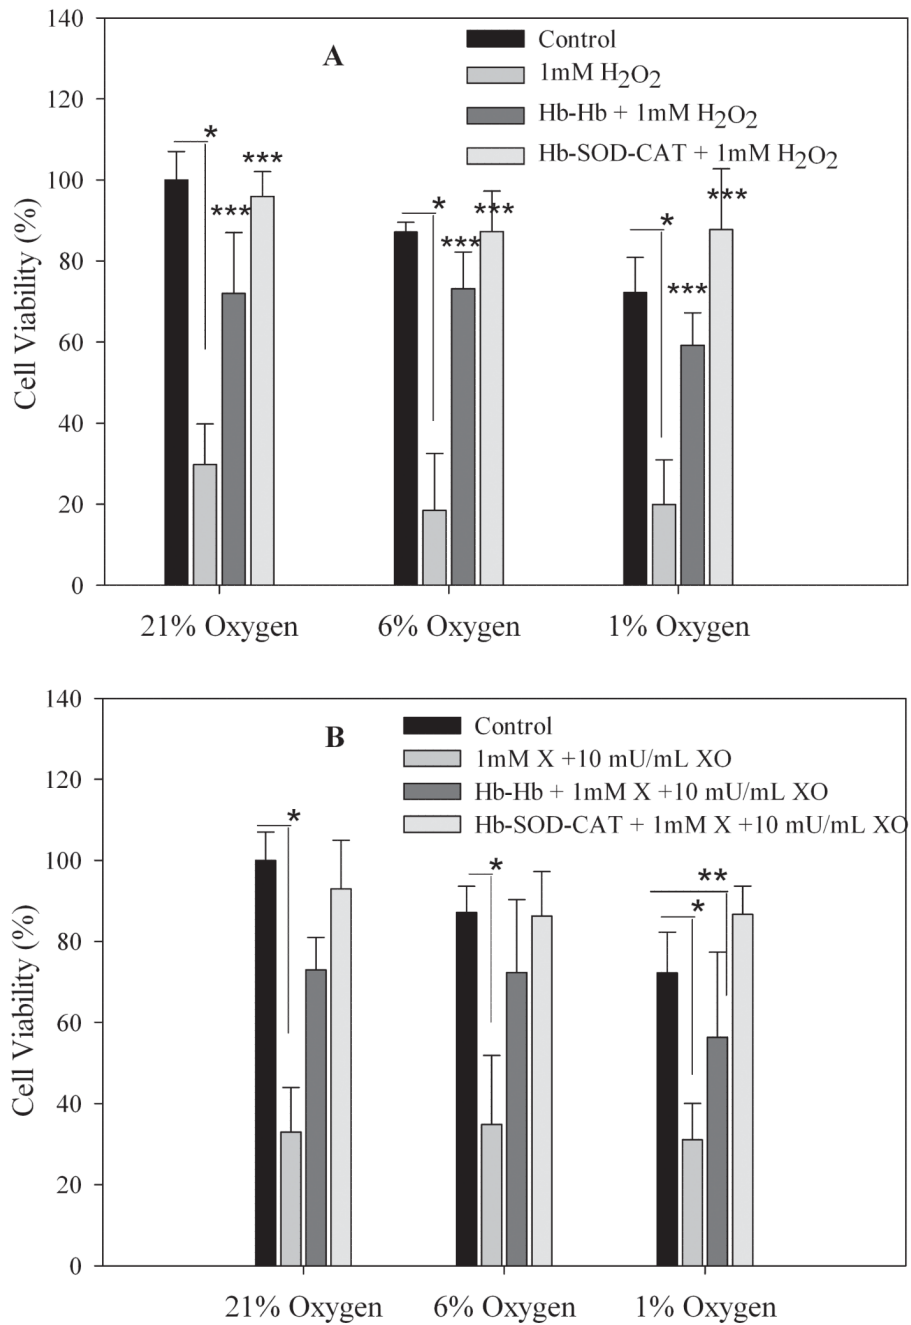 140
120
100
80
60
40
20
0
Cell Viability (%)
A
Control
1mM H₂O₂
Hb-Hb + 1mM H₂O₂
Hb-SOD-CAT + 1mM H₂O₂
* *** ***
* *** ***
* *** ***
21% Oxygen 6% Oxygen 1% Oxygen
140
120
100
80
60
40
20
0
Cell Viability (%)
B
Control
1mM X +10 mU/mL XO
Hb-Hb + 1mM X +10 mU/mL XO
Hb-SOD-CAT + 1mM X +10 mU/mL XO
*
*
* **
21% Oxygen 6% Oxygen 1% Oxygen